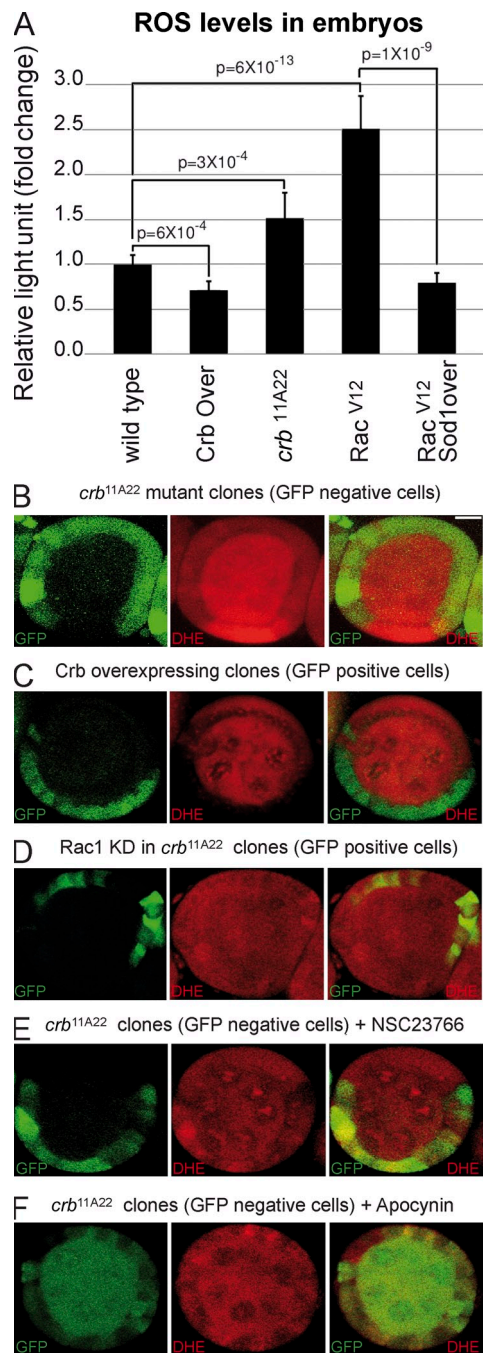 A
ROS levels in embryos
Relative light unit (fold change)
3.0
2.5
2.0
1.5
1.0
0.5
0.0
p=6X10-13
p=1X10-9
p=3X10-4
p=6X10-4
wild type
Crb Over
crb 11A22
Rac V12
Rac V12
Sod1over
B
crb11A22 mutant clones (GFP negative cells)
GFP
DHE
GFP
DHE
C
Crb overexpressing clones (GFP positive cells)
GFP
DHE
GFP
DHE
D
Rac1 KD in crb11A22 clones (GFP positive cells)
GFP
DHE
GFP
DHE
E
crb11A22 clones (GFP negative cells) + NSC23766
GFP
DHE
GFP
DHE
F
crb11A22 clones (GFP negative cells) + Apocynin
GFP
DHE
GFP
DHE